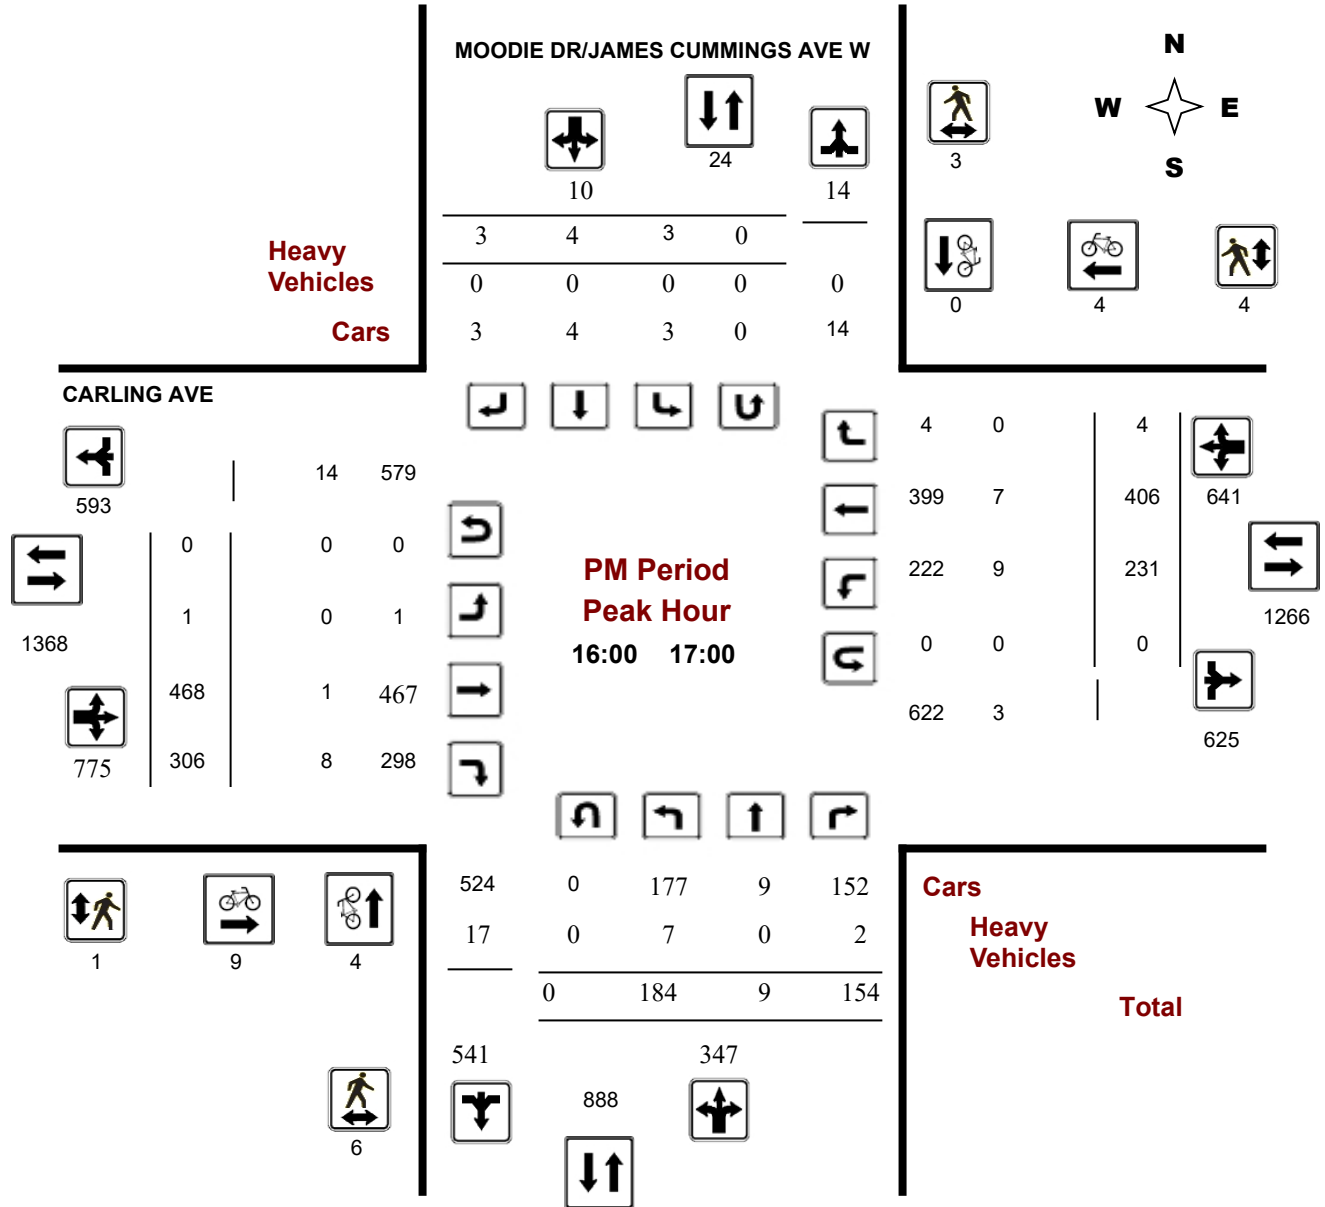 MOODIE DR/JAMES CUMMINGS AVE W
N
W E
S
24
3
10 14
3 4 3 0
Heavy
Vehicles
0 0 0 0 0
0 4 4
Cars
3 4 3 0 14
CARLING AVE
4 0 4
14 579
593
399 7 406 641
0 0 0
PM Period
222 9 231
Peak Hour
1 0 1
1266
1368
16:00 17:00
0 0 0
468 1 467
622 3
625
775 306 8 298
524 0 177 9 152
Cars
17 0 7 0 2
Heavy
Vehicles
1 9 4
0 184 9 154
Total
541 347
888
6